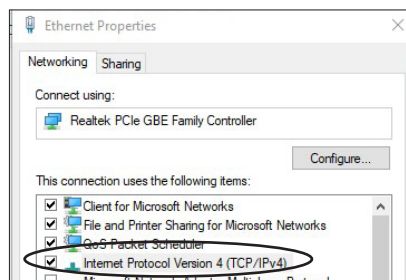 Ethernet Properties
Networking Sharing
Connect using:
Realtek PCIe GBE Family Controller
Configure...
This connection uses the following items:
Client for Microsoft Networks
File and Printer Sharing for Microsoft Networks
QoS Packet Scheduler
Internet Protocol Version 4 (TCP/IPv4)